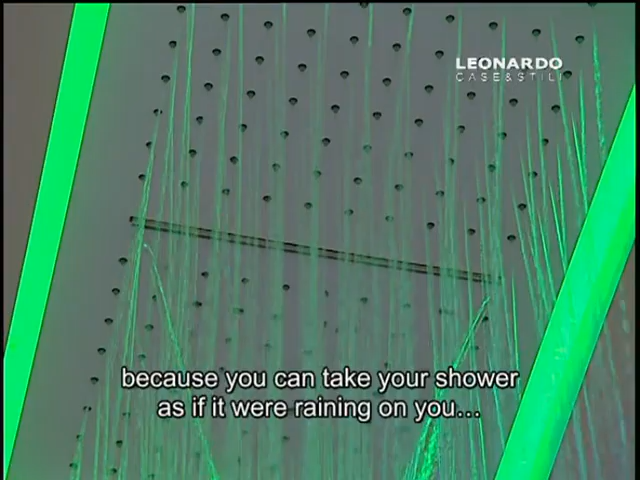 LEONARDO
CASE&STILI
because you can take your shower
as if it were raining on you...